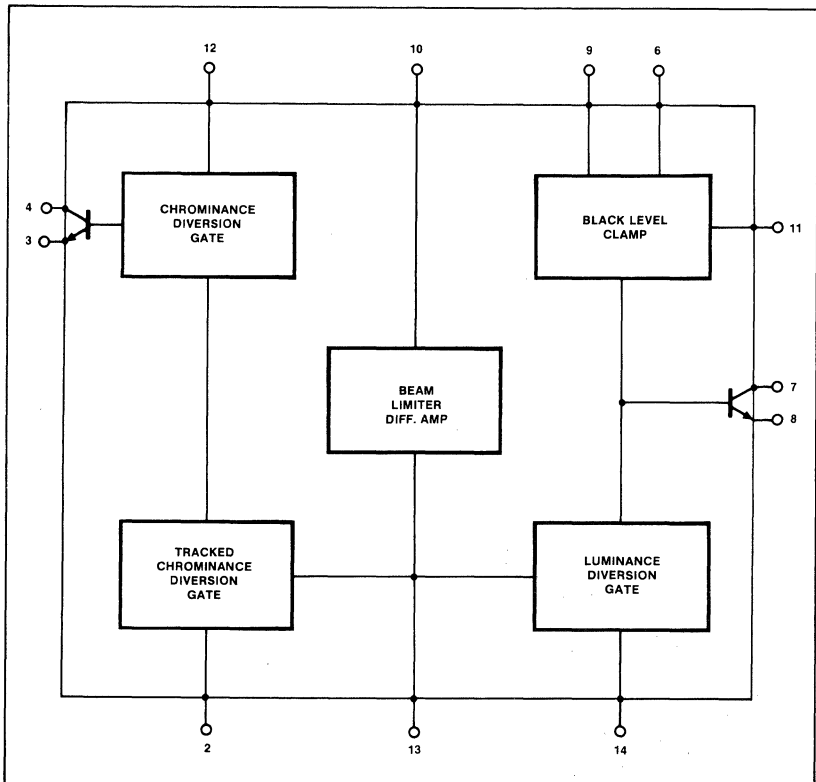 12
10
9
6
4
3
CHROMINANCE
DIVERSION
GATE
BLACK LEVEL
CLAMP
11
BEAM
LIMITER
DIFF. AMP
7
8
TRACKED
CHROMINANCE
DIVERSION
GATE
LUMINANCE
DIVERSION
GATE
2
13
14